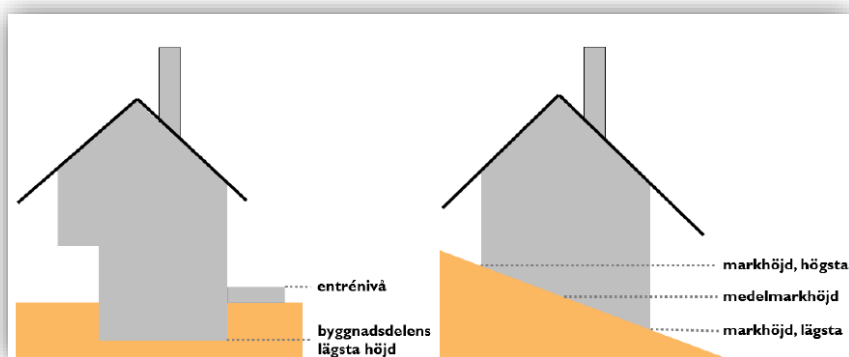 entrénivå
byggnadsdelens
lägsta höjd
markhöjd, högsta
medelmarkhöjd
markhöjd, lägsta